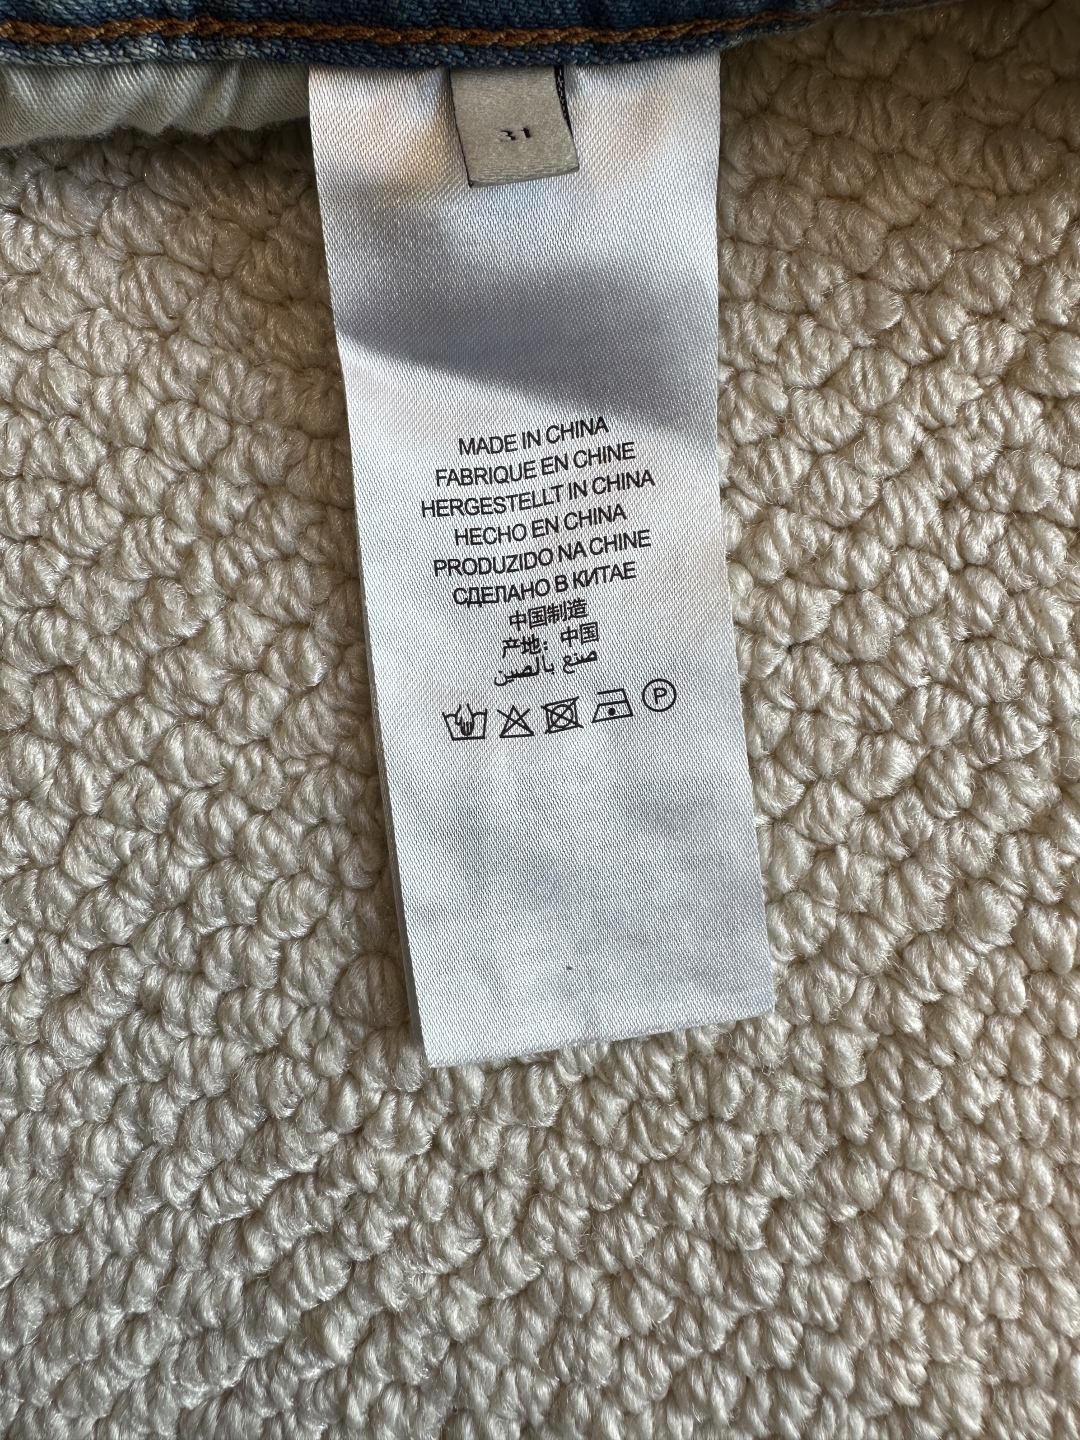 31
MADE IN CHINA
FABRIQUE EN CHINE
HERGESTELLT IN CHINA
HECHO EN CHINA
PRODUZIDO NA CHINE
СДЕЛАНО В КИТАЕ
中国制造
产地：中国
صنع بالصين
P